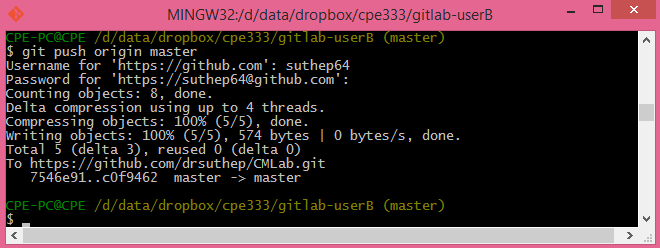 MINGW32:/d/data/dropbox/cpe333/gitlab-userB
CPE-PC@CPE /d/data/dropbox/cpe333/gitlab-userB (master)
$ git push origin master
Username for 'https://github.com': suthep64
Password for 'https://suthep64@github.com':
Counting objects: 8, done.
Delta compression using up to 4 threads.
Compressing objects: 100% (5/5), done.
Writing objects: 100% (5/5), 574 bytes | 0 bytes/s, done.
Total 5 (delta 3), reused 0 (delta 0)
To https://github.com/drsuthep/CMLab.git
   7546e91..c0f9462  master -> master
CPE-PC@CPE /d/data/dropbox/cpe333/gitlab-userB (master)
$